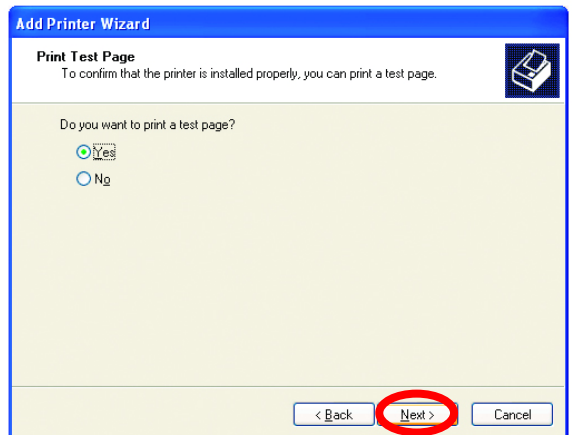 Add Printer Wizard
Print Test Page
To confirm that the printer is installed properly, you can print a test page.
Do you want to print a test page?
Yes
No
< Back Next > Cancel